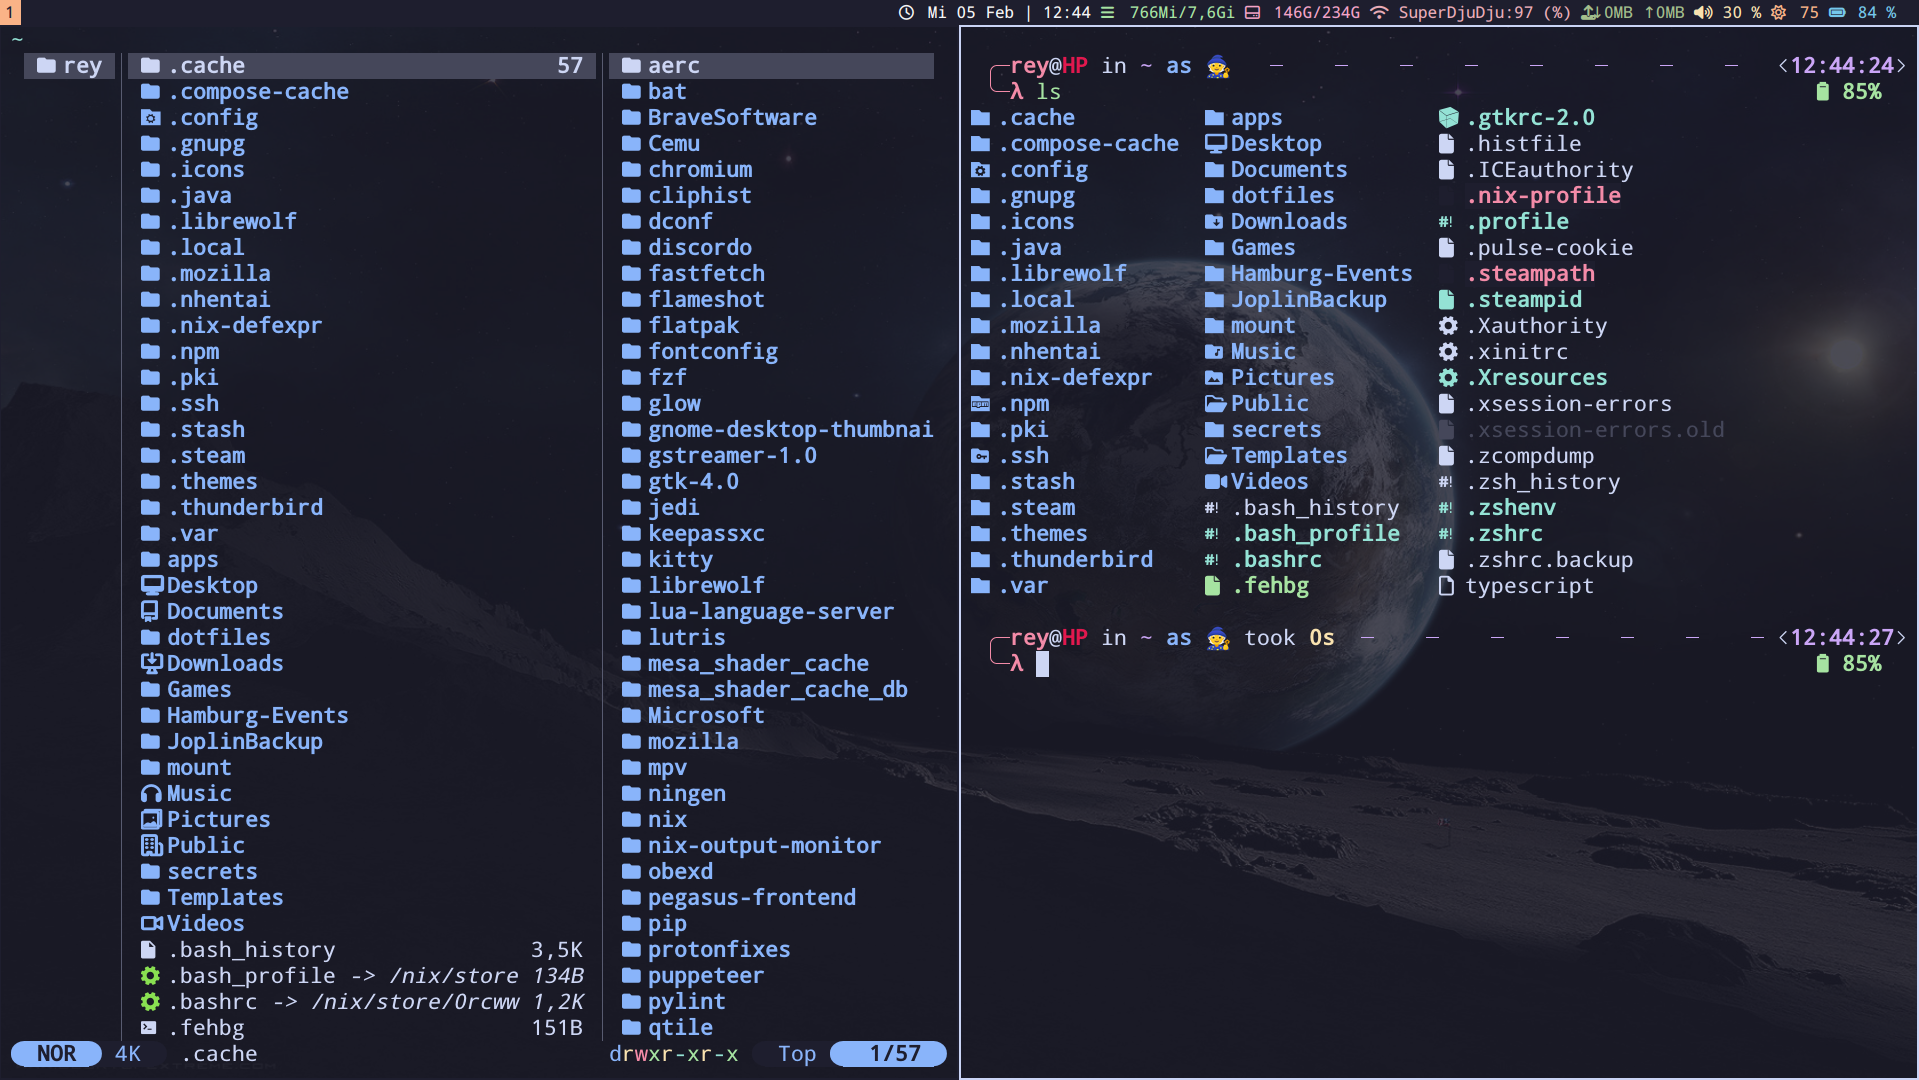 1
Mi 05 Feb | 12:44 766Mi/7,6Gi 146G/234G SuperDjuDju:97 (%) ↓0MB ↑0MB 30 % 75 84 %
~
rey
.cache 57
.compose-cache
.config
.gnupg
.icons
.java
.librewolf
.local
.mozilla
.nhentai
.nix-defexpr
.npm
.pki
.ssh
.stash
.steam
.themes
.thunderbird
.var
apps
Desktop
Documents
dotfiles
Downloads
Games
Hamburg-Events
JoplinBackup
mount
Music
Pictures
Public
secrets
Templates
Videos
.bash_history 3,5K
.bash_profile -> /nix/store 134B
.bashrc -> /nix/store/0rcww 1,2K
.fehbg 151B
aerc
bat
BraveSoftware
Cemu
chromium
cliphist
dconf
discordo
fastfetch
flameshot
flatpak
fontconfig
fzf
glow
gnome-desktop-thumbnai
gstreamer-1.0
gtk-4.0
jedi
keepassxc
kitty
librewolf
lua-language-server
lutris
mesa_shader_cache
mesa_shader_cache_db
Microsoft
mozilla
mpv
ningen
nix
nix-output-monitor
obexd
pegasus-frontend
pip
protonfixes
puppeteer
pylint
qtile
NOR 4K .cache drwxr-xr-x Top 1/57
rey@HP in ~ as <12:44:24>
λ ls 85%
.cache apps .gtkrc-2.0
.compose-cache Desktop .histfile
.config Documents .ICEauthority
.gnupg dotfiles .nix-profile
.icons Downloads #! .profile
.java Games .pulse-cookie
.librewolf Hamburg-Events .steampath
.local JoplinBackup .steampid
.mozilla mount .Xauthority
.nhentai Music .xinitrc
.nix-defexpr Pictures .Xresources
npm .npm Public .xsession-errors
.pki secrets .xsession-errors.old
.ssh Templates .zcompdump
.stash Videos #! .zsh_history
.steam #! .bash_history #! .zshenv
.themes #! .bash_profile #! .zshrc
.thunderbird #! .bashrc .zshrc.backup
.var .fehbg typescript
rey@HP in ~ as took 0s <12:44:27>
λ 85%